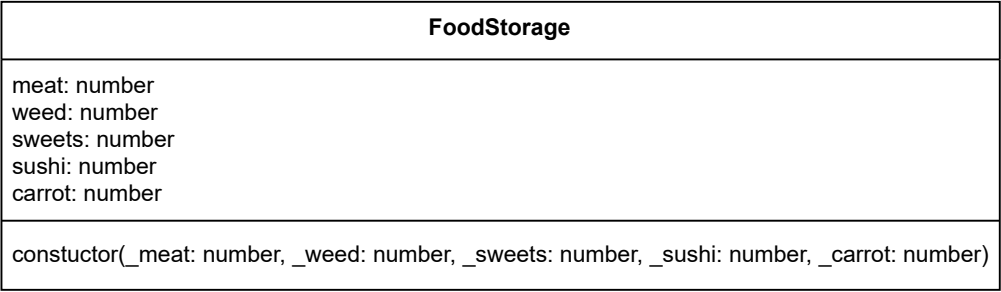 FoodStorage
meat: number
weed: number
sweets: number
sushi: number
carrot: number
constuctor(_meat: number, _weed: number, _sweets: number, _sushi: number, _carrot: number)